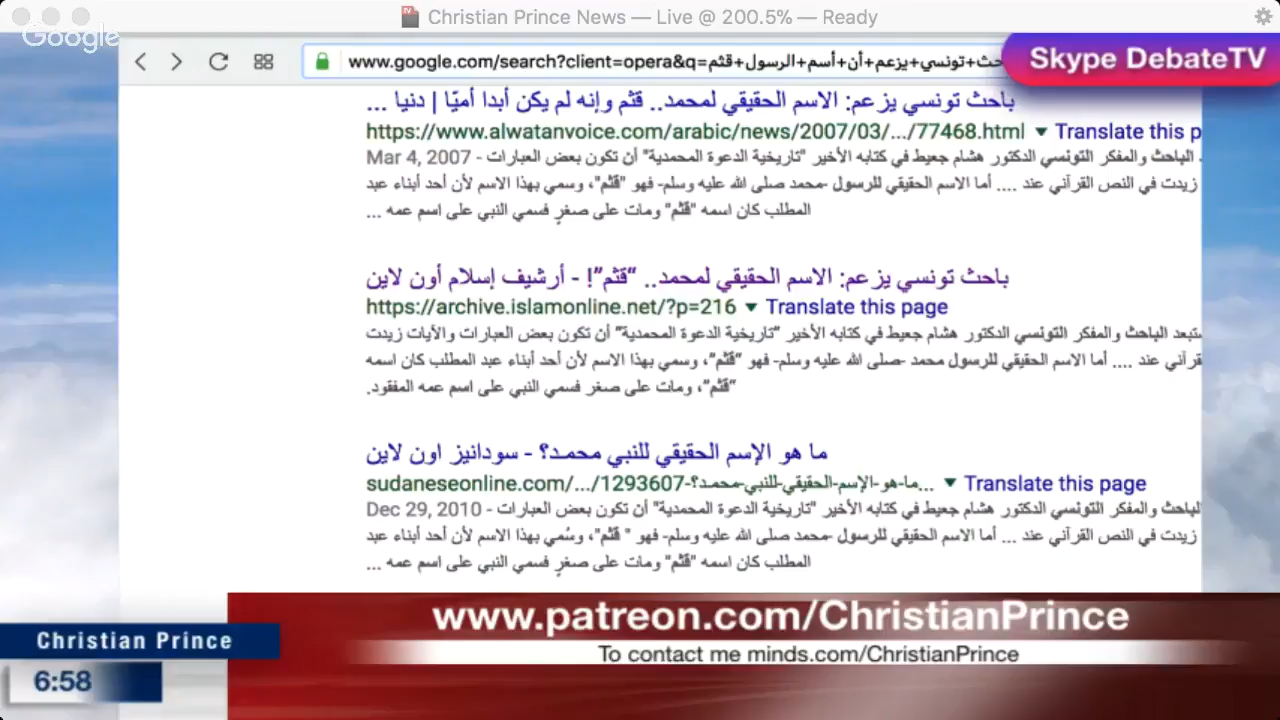 Christian Prince News — Live @ 200.5% — Ready
Google
www.google.com/search?client=opera&q=حث+تونسي+يزعم+أن+أسم+الرسول+قثم
Skype DebateTV
باحث تونسي يزعم: الاسم الحقيقي لمحمد.. قثم وإنه لم يكن أبدا أميّا | دنيا ...
https://www.alwatanvoice.com/arabic/news/2007/03/.../77468.html ▼ Translate this p
Mar 4, 2007 - الباحث والمفكر التونسي الدكتور هشام جعيط في كتابه الأخير "تاريخية الدعوة المحمدية" أن تكون بعض العبارات
زيدت في النص القرآني عند .... أما الاسم الحقيقي للرسول -محمد صلى الله عليه وسلم- فهو "قثم"، وسمي بهذا الاسم لأن أحد أبناء عبد
المطلب كان اسمه "قثم" ومات على صغرٍ فسمي النبي على اسم عمه ...
باحث تونسي يزعم: الاسم الحقيقي لمحمد.. “قثم”! - أرشيف إسلام أون لاين
https://archive.islamonline.net/?p=216 ▼ Translate this page
ستبعد الباحث والمفكر التونسي الدكتور هشام جعيط في كتابه الأخير "تاريخية الدعوة المحمدية" أن تكون بعض العبارات والآيات زيدت
قرآني عند .... أما الاسم الحقيقي للرسول محمد -صلى الله عليه وسلم- فهو “قثم”، وسمي بهذا الاسم لأن أحد أبناء عبد المطلب كان اسمه
“قثم”، ومات على صغر فسمي النبي على اسم عمه المفقود.
ما هو الإسم الحقيقي للنبي محمـد؟ - سودانيز اون لاين
sudaneseonline.com/.../1293607-ما-هو-الإسم-الحقيقي-للنبي-محمـد؟... ▼ Translate this page
Dec 29, 2010 - لباحث والمفكر التونسي الدكتور هشام جعيط في كتابه الأخير "تاريخية الدعوة المحمدية" أن تكون بعض العبارات
زيدت في النص القرآني عند ... أما الاسم الحقيقي للرسول -محمد صلى الله عليه وسلم- فهو " قثم"، وسُمي بهذا الاسم لأن أحد أبناء عبد
المطلب كان اسمه "قثم" ومات على صغرٍ فسمي النبي على اسم عمه ...
www.patreon.com/ChristianPrince
Christian Prince
To contact me minds.com/ChristianPrince
6:58